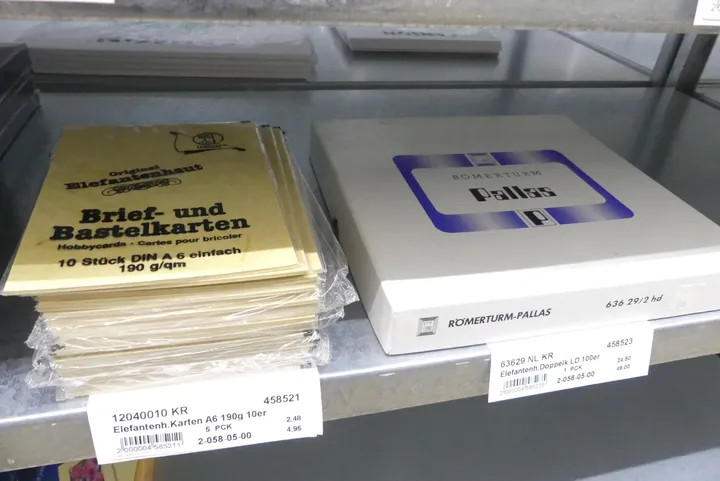 Original
Elefantenhaut
Brief- und
Bastelkarten
Hobbycards · Cartes pour bricoler
10 Stück DIN A 6 einfach
190 g/qm
RÖMERTURM
Pallas
P
RÖMERTURM-PALLAS
636 29/2 hd
12040010 KR 458521
Elefantenh.Karten A6 190g 10er
5 PCK 2.48
2-058-05-00 4.95
2 000004 585211
63629 NL KR 458523
Elefantenh.Doppelk.LD 100er
1 PCK 24.50
2-058-05-00 49.00